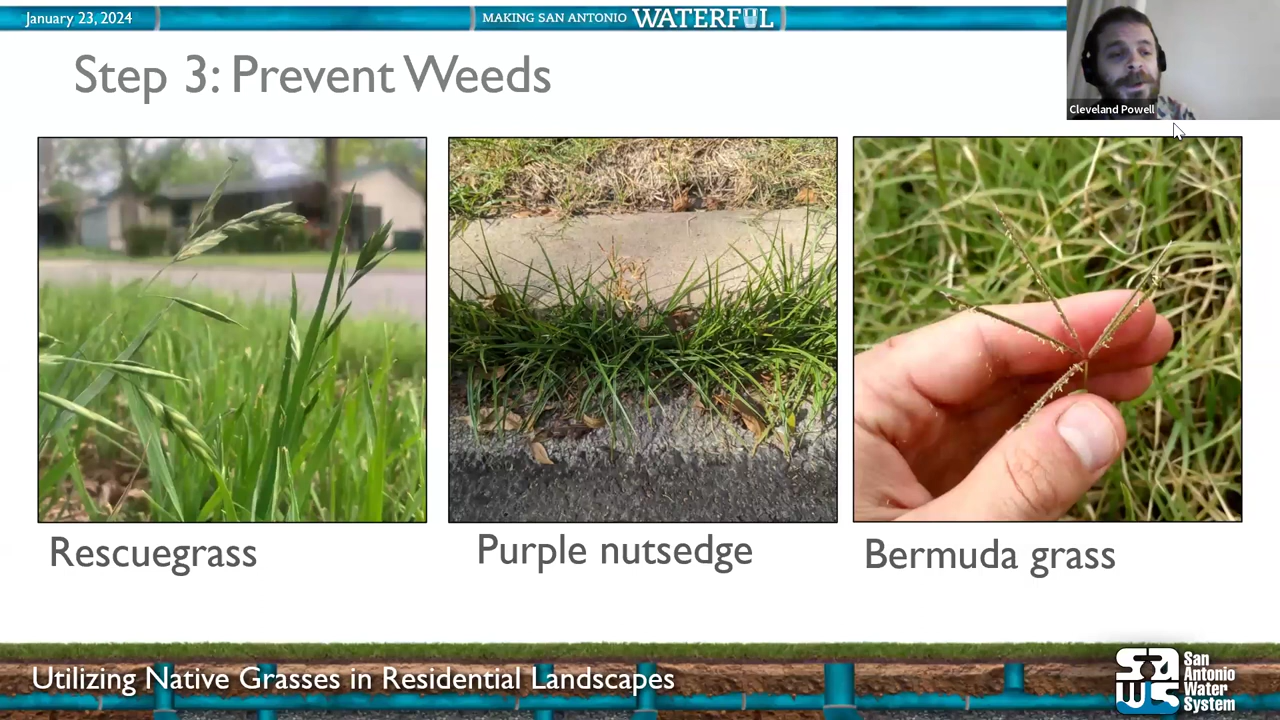 January 23, 2024
MAKING SAN ANTONIO WATERFUL
Cleveland Powell
Step 3: Prevent Weeds
Rescuegrass
Purple nutsedge
Bermuda grass
Utilizing Native Grasses in Residential Landscapes
SAWS
San
Antonio
Water
System